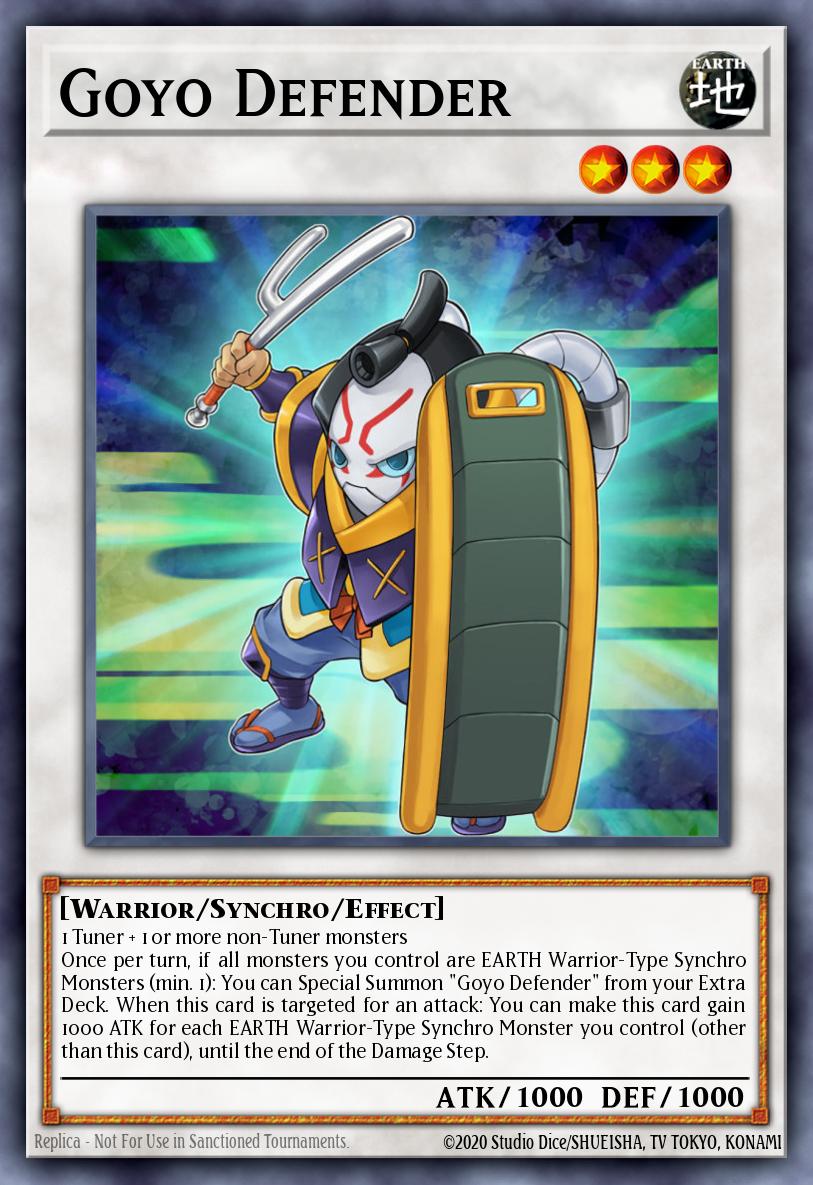 Goyo Defender
EARTH
地
[Warrior/Synchro/Effect]
1 Tuner + 1 or more non-Tuner monsters
Once per turn, if all monsters you control are EARTH Warrior-Type Synchro
Monsters (min. 1): You can Special Summon "Goyo Defender" from your Extra
Deck. When this card is targeted for an attack: You can make this card gain
1000 ATK for each EARTH Warrior-Type Synchro Monster you control (other
than this card), until the end of the Damage Step.
ATK/1000 DEF/1000
Replica - Not For Use in Sanctioned Tournaments.
©2020 Studio Dice/SHUEISHA, TV TOKYO, KONAMI